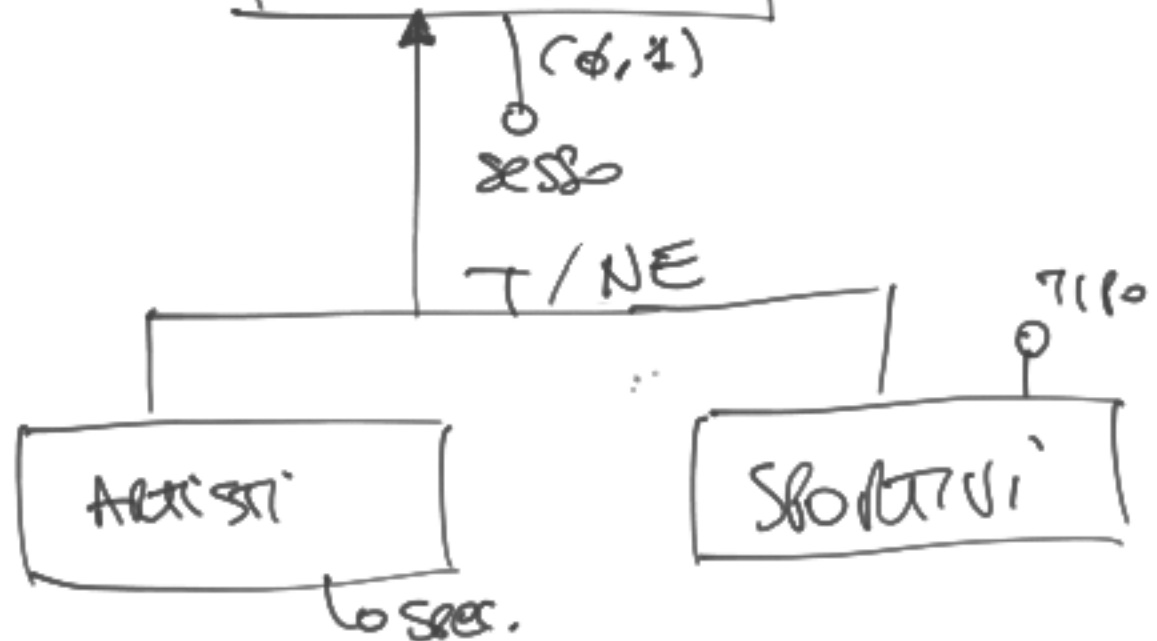 (0,1)
sesso
T/NE
TIPO
ARTISTI
SPORTIVI
spec.